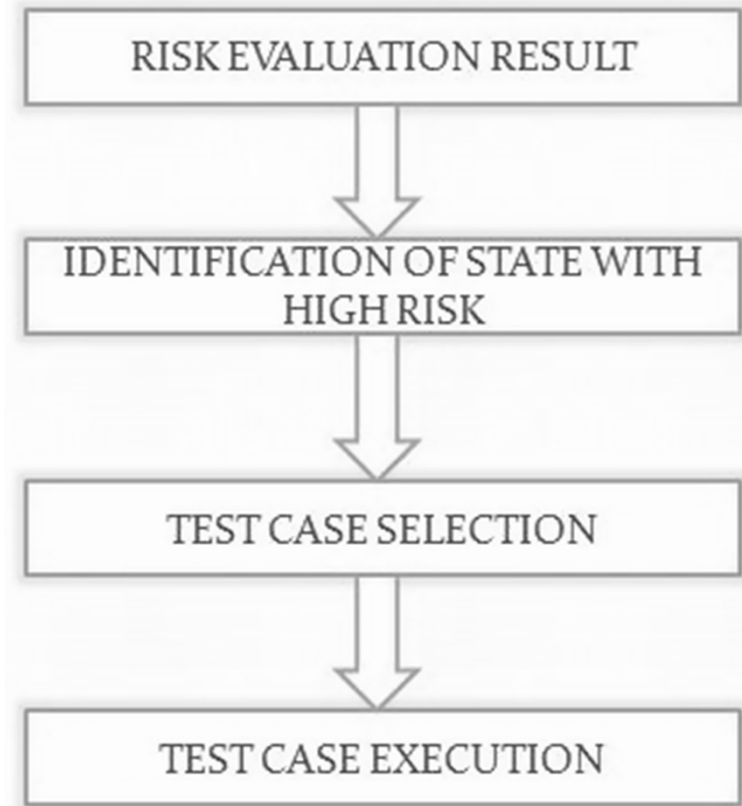 RISK EVALUATION RESULT
IDENTIFICATION OF STATE WITH
HIGH RISK
TEST CASE SELECTION
TEST CASE EXECUTION